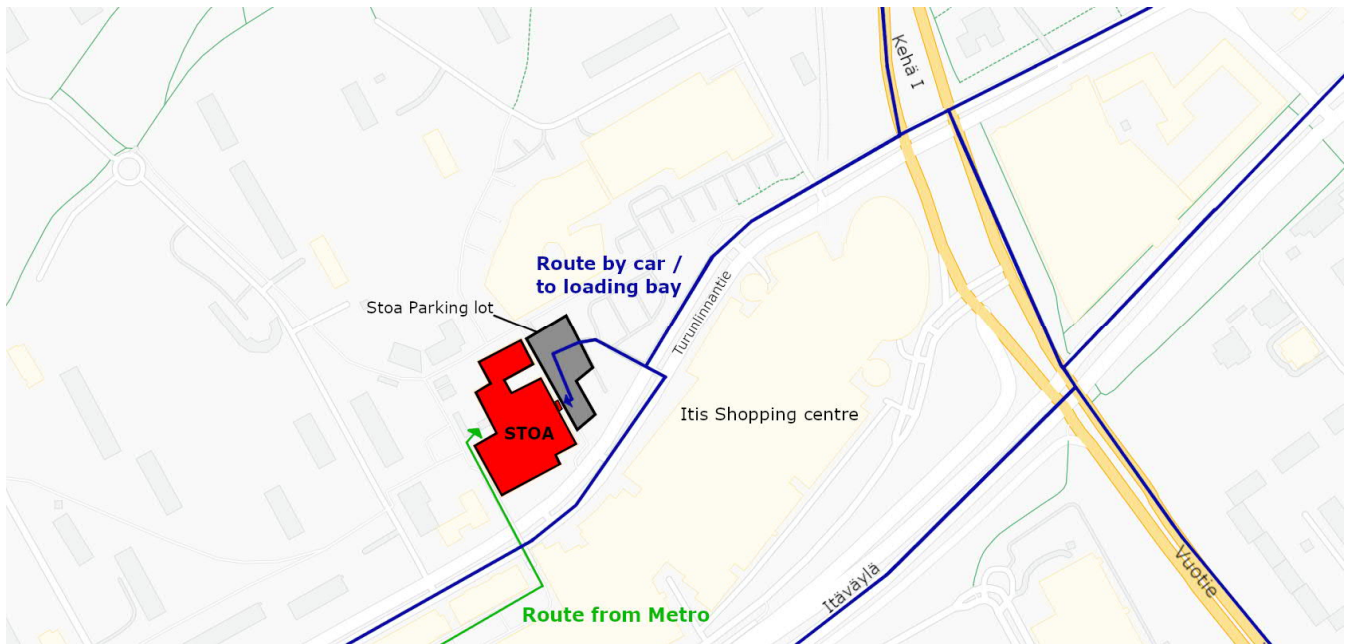 Kehä I
Route by car /
to loading bay
Stoa Parking lot
Turunlinnantie
Itis Shopping centre
STOA
Itäväylä
Vuotie
Route from Metro